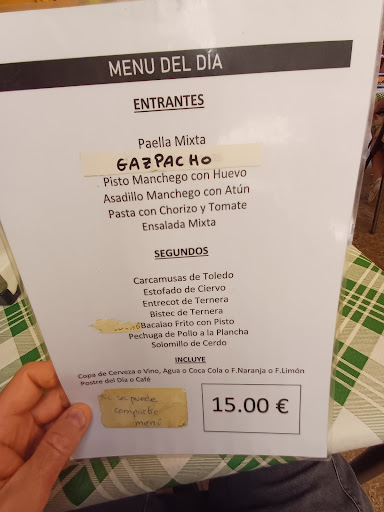 MENU DEL DÍA
ENTRANTES
Paella Mixta
GAZPACHO
Pisto Manchego con Huevo
Asadillo Manchego con Atún
Pasta con Chorizo y Tomate
Ensalada Mixta
SEGUNDOS
Carcamusas de Toledo
Estofado de Ciervo
Entrecot de Ternera
Bistec de Ternera
Bacalao Frito con Pisto
Pechuga de Pollo a la Plancha
Solomillo de Cerdo
INCLUYE
Copa de Cerveza o Vino, Agua o Coca Cola o F.Naranja o F.Limón
Postre del Día o Café
No se puede
compartir
menú
15.00 €